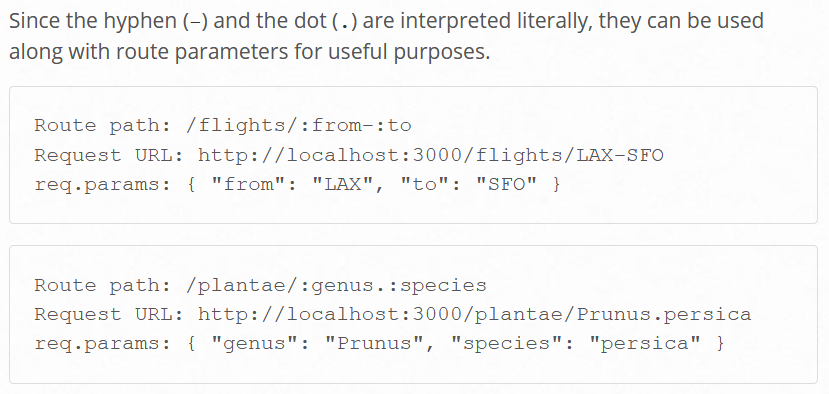 Since the hyphen (-) and the dot (.) are interpreted literally, they can be used
along with route parameters for useful purposes.
Route path: /flights/:from-:to
Request URL: http://localhost:3000/flights/LAX-SFO
req.params: { "from": "LAX", "to": "SFO" }
Route path: /plantae/:genus.:species
Request URL: http://localhost:3000/plantae/Prunus.persica
req.params: { "genus": "Prunus", "species": "persica" }